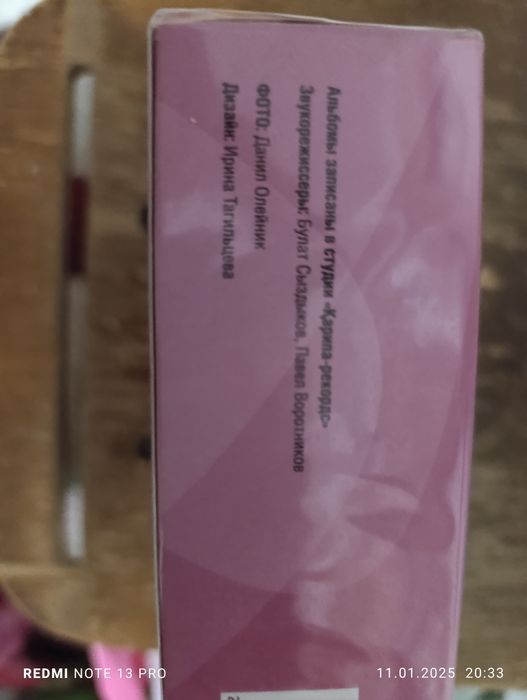 Альбомы записаны в студии «Карипа-рекордс»
Звукорежиссеры: Булат Сыздыков, Павел Воротников
ФОТО: Данил Олейник
Дизайн: Ирина Тагильцева
REDMI NOTE 13 PRO
11.01.2025 20:33